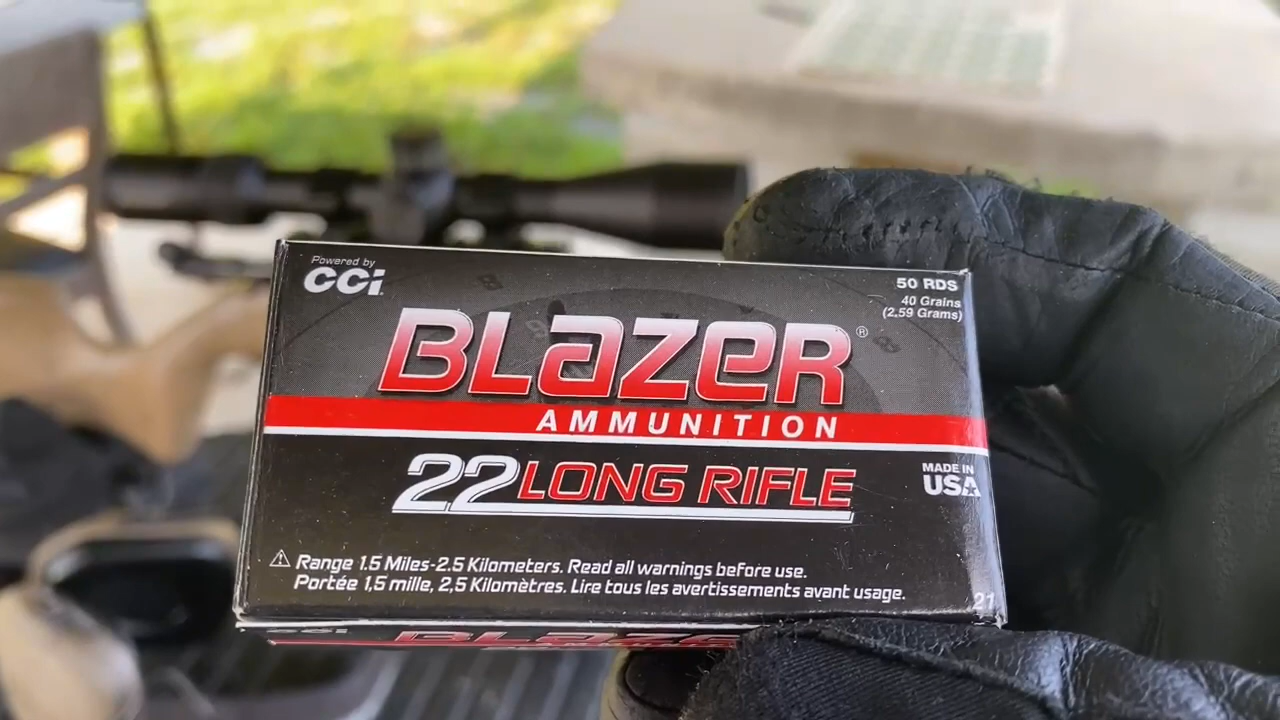 Powered by
CCI
50 RDS
40 Grains
(2,59 Grams)
BLazeR®
AMMUNITION
22 LONG RIFLE
MADE IN
USA
⚠ Range 1.5 Miles-2.5 Kilometers. Read all warnings before use.
Portée 1,5 mille, 2,5 Kilomètres. Lire tous les avertissements avant usage.
21
CCI
BLaze